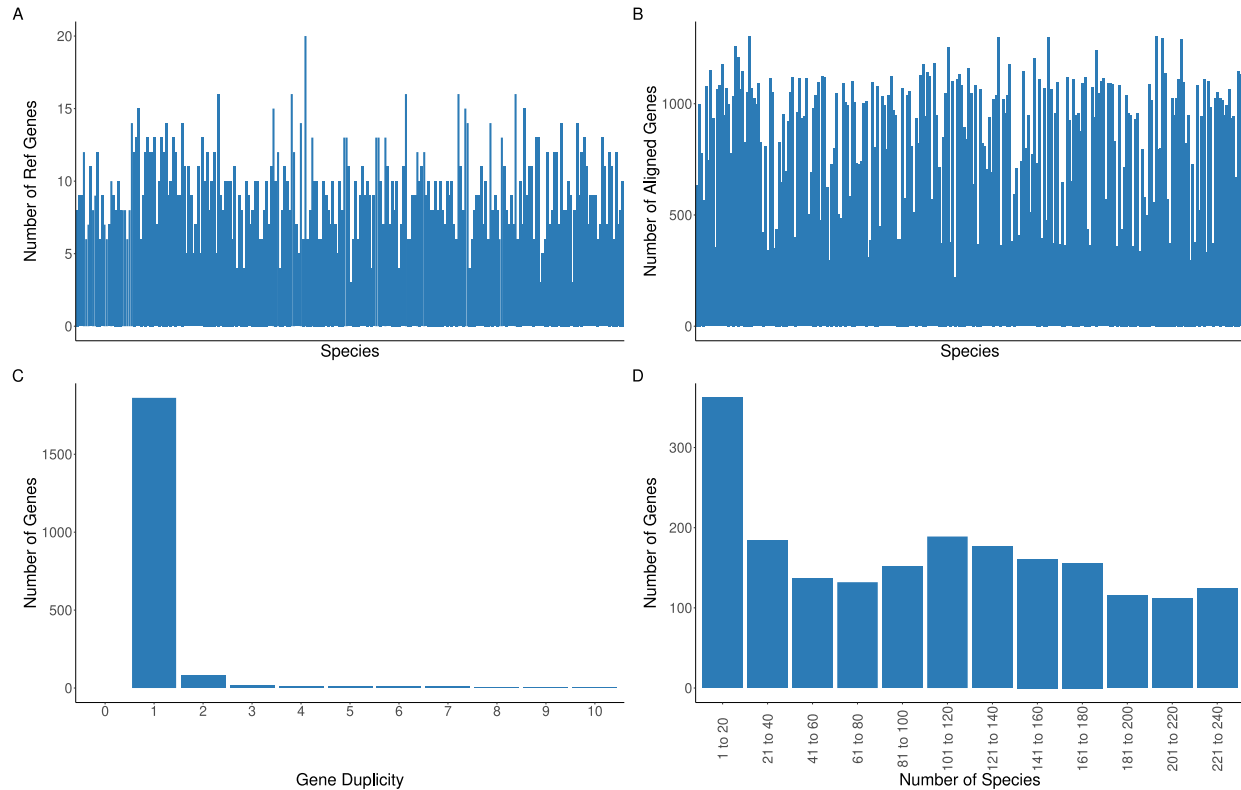 A
Number of Ref Genes
20
15
10
5
0
Species
B
Number of Aligned Genes
1000
500
0
Species
C
Number of Genes
1500
1000
500
0
0 1 2 3 4 5 6 7 8 9 10
Gene Duplicity
D
Number of Genes
300
200
100
0
1 to 20
21 to 40
41 to 60
61 to 80
81 to 100
101 to 120
121 to 140
141 to 160
161 to 180
181 to 200
201 to 220
221 to 240
Number of Species